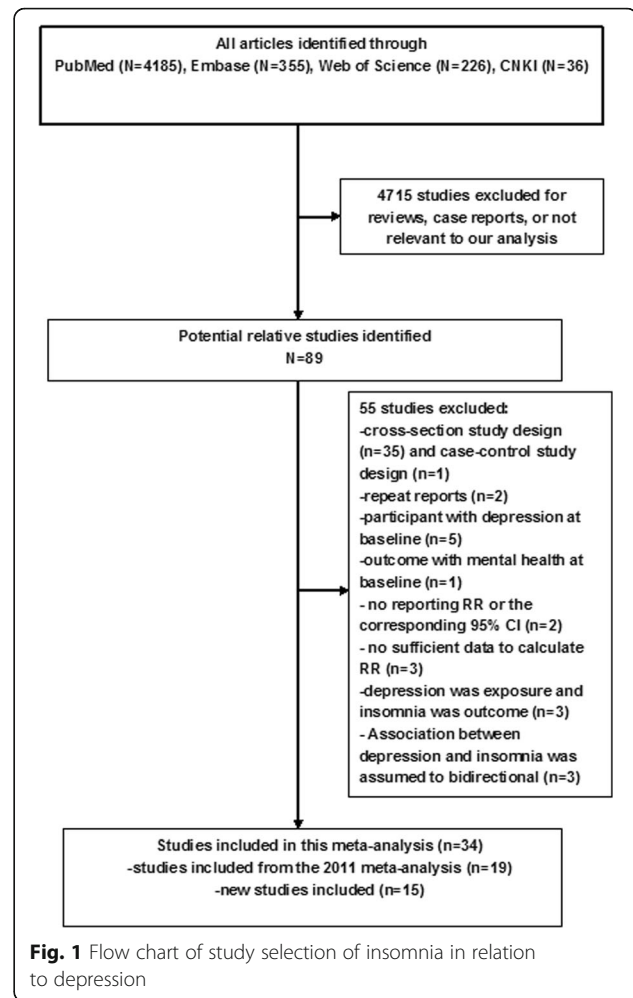 All articles identified through
PubMed (N=4185), Embase (N=355), Web of Science (N=226), CNKI (N=36)
4715 studies excluded for
reviews, case reports, or not
relevant to our analysis
Potential relative studies identified
N=89
55 studies excluded:
-cross-section study design
(n=35) and case-control study
design (n=1)
-repeat reports (n=2)
-participant with depression at
baseline (n=5)
-outcome with mental health at
baseline (n=1)
- no reporting RR or the
corresponding 95% CI (n=2)
- no sufficient data to calculate
RR (n=3)
-depression was exposure and
insomnia was outcome (n=3)
- Association between
depression and insomnia was
assumed to bidirectional (n=3)
Studies included in this meta-analysis (n=34)
-studies included from the 2011 meta-analysis (n=19)
-new studies included (n=15)
Fig. 1 Flow chart of study selection of insomnia in relation
to depression